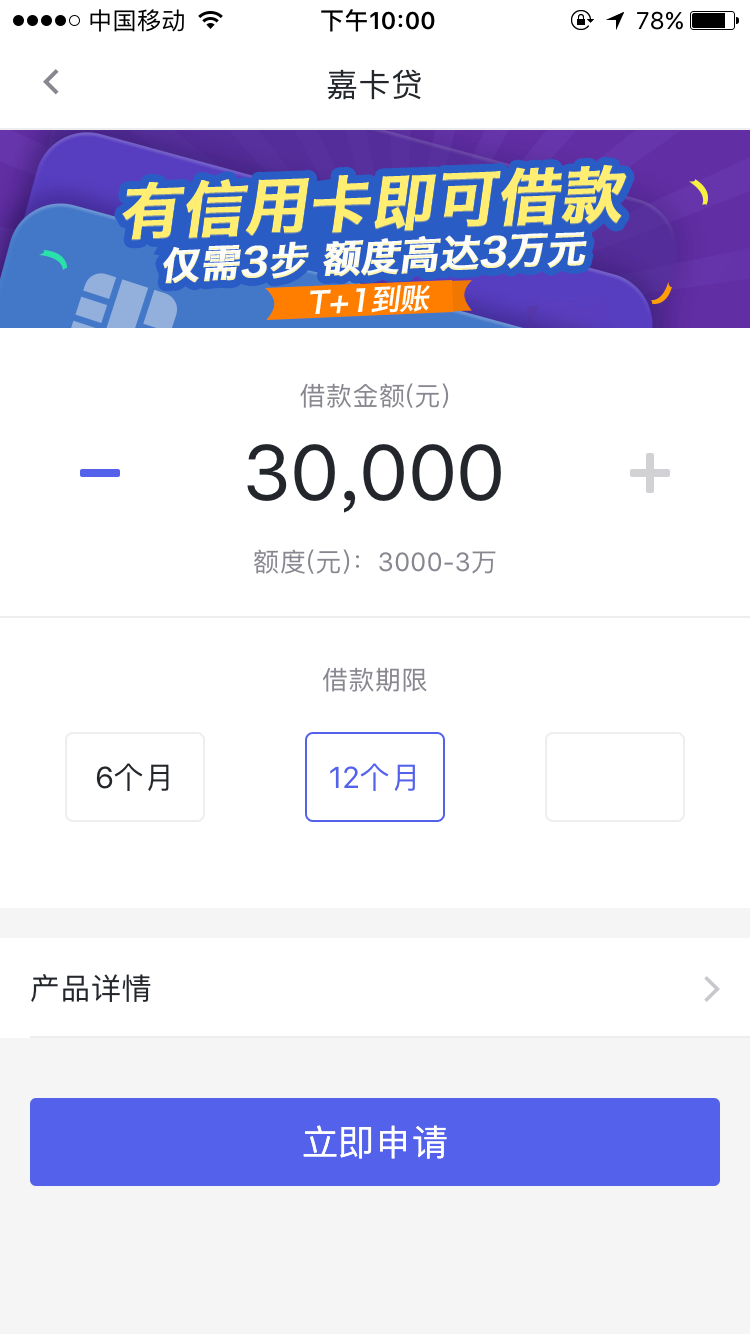 中国移动 下午10:00 78%
嘉卡贷
有信用卡即可借款
仅需3步 额度高达3万元
T+1到账
借款金额(元)
30,000
额度(元)：3000-3万
借款期限
6个月 12个月
产品详情
立即申请